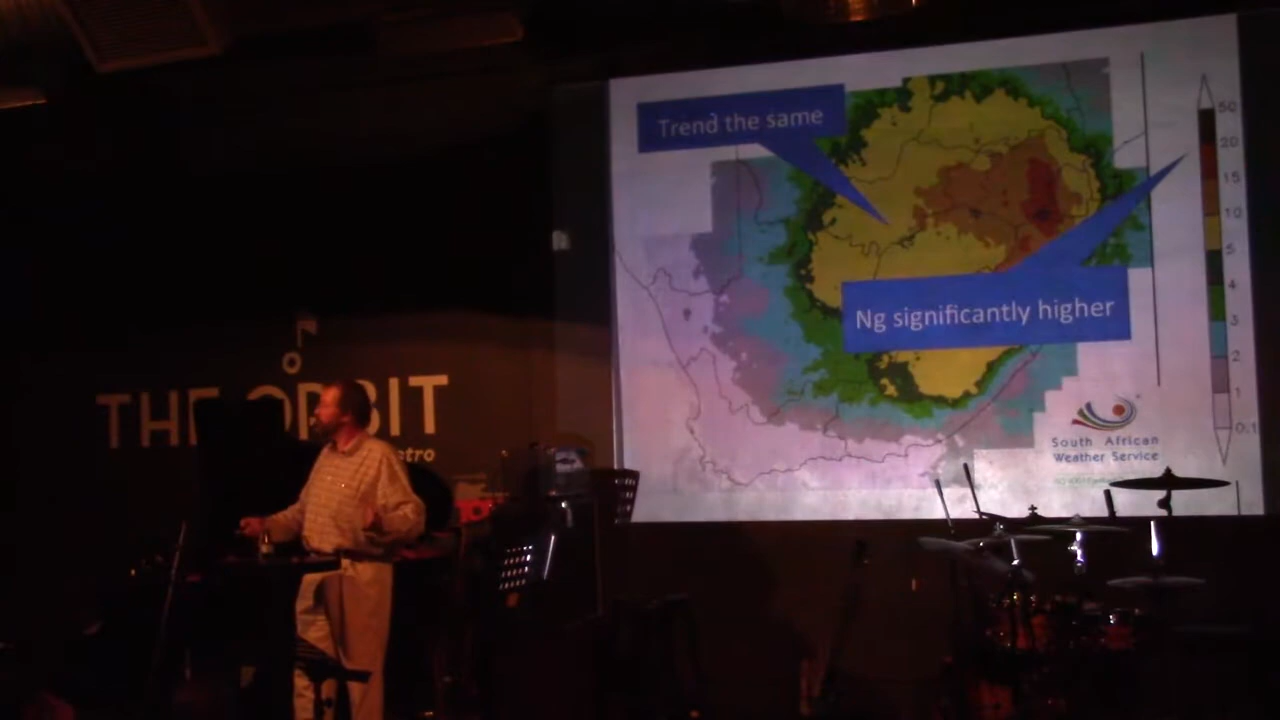 Trend the same
Ng significantly higher
50
20
15
10
5
4
3
2
1
0.1
South African
Weather Service
THE ORBIT